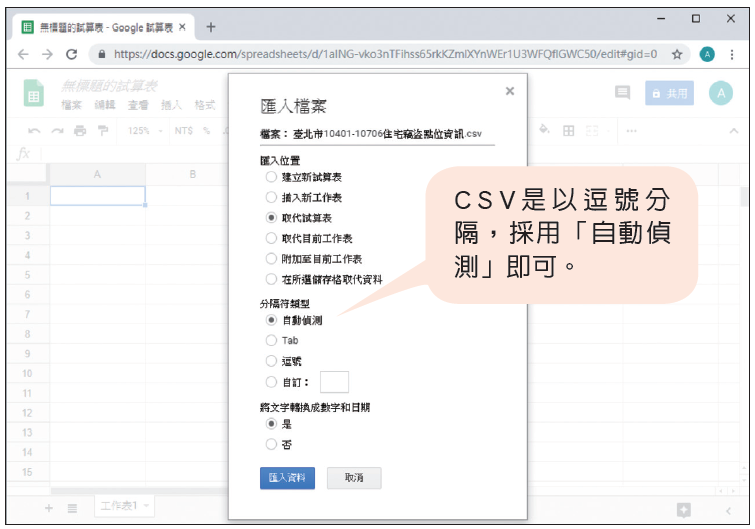 無標題的試算表 - Google 試算表
https://docs.google.com/spreadsheets/d/1alNG-vko3nTFihss65rkKZmlXYnWEr1U3WFQflGWC50/edit#gid=0
A
無標題的試算表
檔案 編輯 查看 插入 格式
共用
A
125%
NT$ %
fx
A B
1
2
3
4
5
6
7
8
9
10
11
12
13
14
15
工作表1
匯入檔案
檔案： 臺北市10401-10706住宅竊盜點位資訊.csv
匯入位置
建立新試算表
插入新工作表
取代試算表
取代目前工作表
附加至目前工作表
在所選儲存格取代資料
分隔符類型
自動偵測
Tab
逗號
自訂：
將文字轉換成數字和日期
是
否
匯入資料 取消
CSV是以逗號分
隔，採用「自動偵
測」即可。